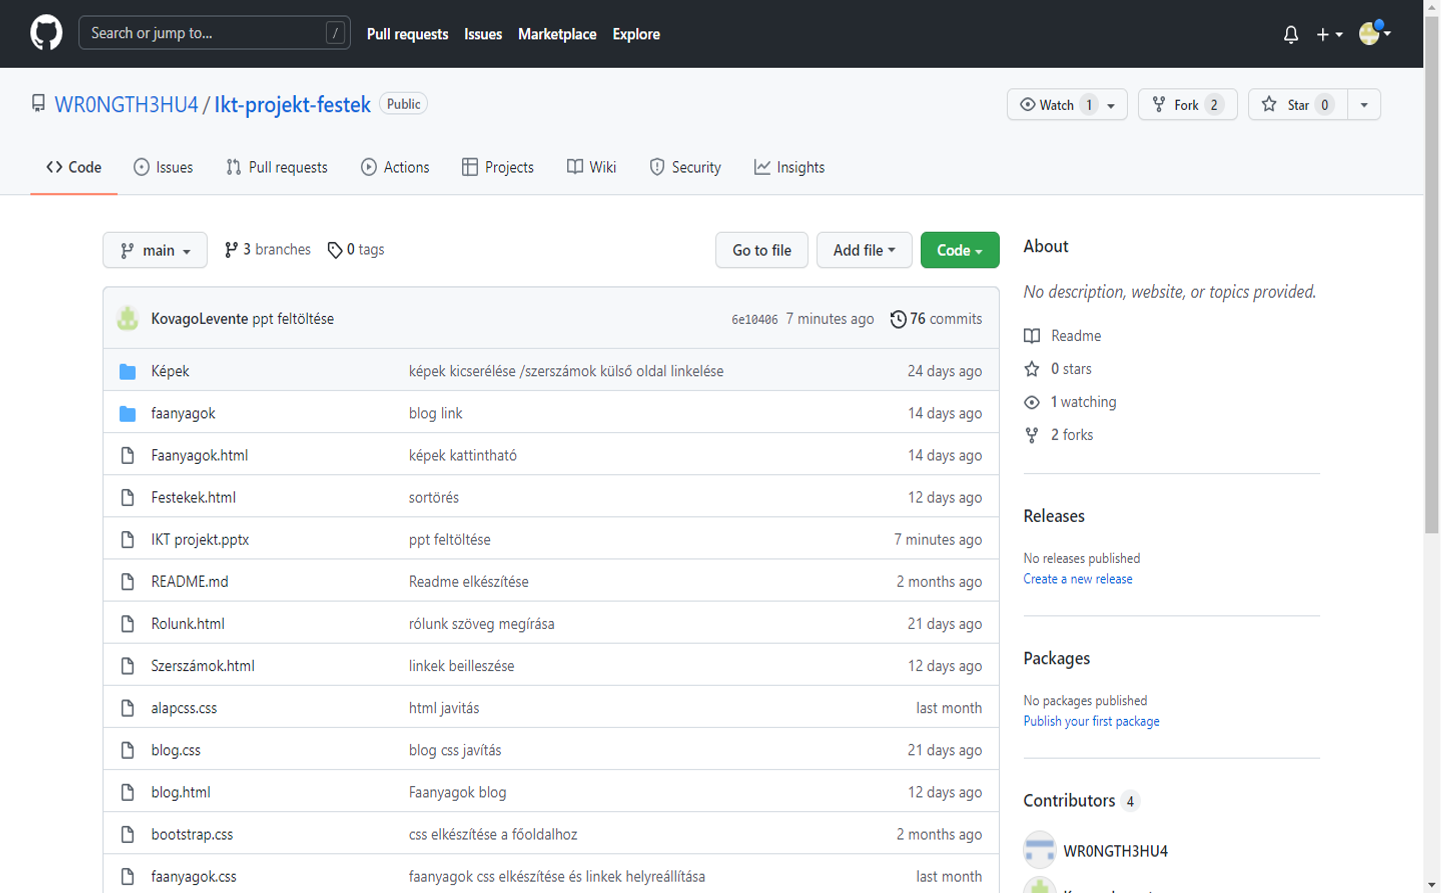 Search or jump to... /
Pull requests Issues Marketplace Explore
WR0NGTH3HU4 / Ikt-projekt-festek Public
Watch 1 Fork 2 Star 0
Code Issues Pull requests Actions Projects Wiki Security Insights
main 3 branches 0 tags Go to file Add file Code
KovagoLevente ppt feltöltése 6e10406 7 minutes ago 76 commits
Képek képek kicserélése /szerszámok külső oldal linkelése 24 days ago
faanyagok blog link 14 days ago
Faanyagok.html képek kattintható 14 days ago
Festekek.html sortörés 12 days ago
IKT projekt.pptx ppt feltöltése 7 minutes ago
README.md Readme elkészítése 2 months ago
Rolunk.html rólunk szöveg megírása 21 days ago
Szerszámok.html linkek beilleszése 12 days ago
alapcss.css html javitás last month
blog.css blog css javítás 21 days ago
blog.html Faanyagok blog 12 days ago
bootstrap.css css elkészítése a főoldalhoz 2 months ago
faanyagok.css faanyagok css elkészítése és linkek helyreállítása last month
About
No description, website, or topics provided.
Readme
0 stars
1 watching
2 forks
Releases
No releases published
Create a new release
Packages
No packages published
Publish your first package
Contributors 4
WR0NGTH3HU4